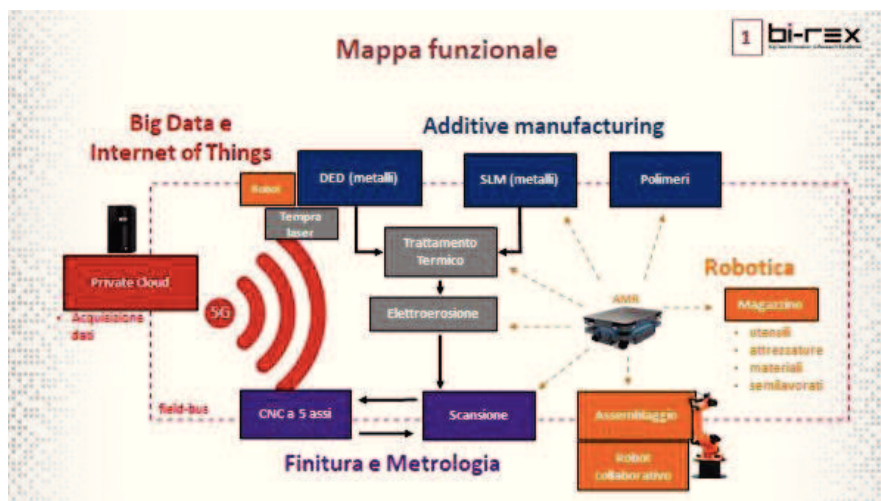 Mappa funzionale
1
bi-rex
Big Data e
Internet of Things
Additive manufacturing
Robot
DED (metalli)
SLM (metalli)
Polimeri
Tempra
laser
Trattamento
Termico
Robotica
Private Cloud
5G
AMR
Magazzino
• Acquisizione
dati
Elettroerosione
• utensili
• attrezzature
• materiali
• semilavorati
field-bus
CNC a 5 assi
Scansione
Assemblaggio
Finitura e Metrologia
Robot
collaborativo